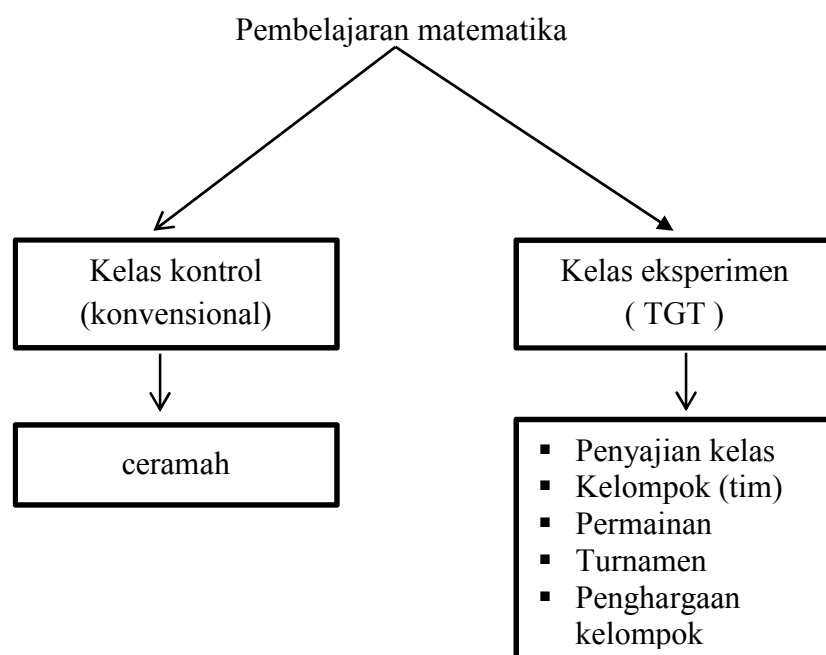 Pembelajaran matematika
Kelas kontrol
(konvensional)
Kelas eksperimen
( TGT )
ceramah
▪ Penyajian kelas
▪ Kelompok (tim)
▪ Permainan
▪ Turnamen
▪ Penghargaan
kelompok